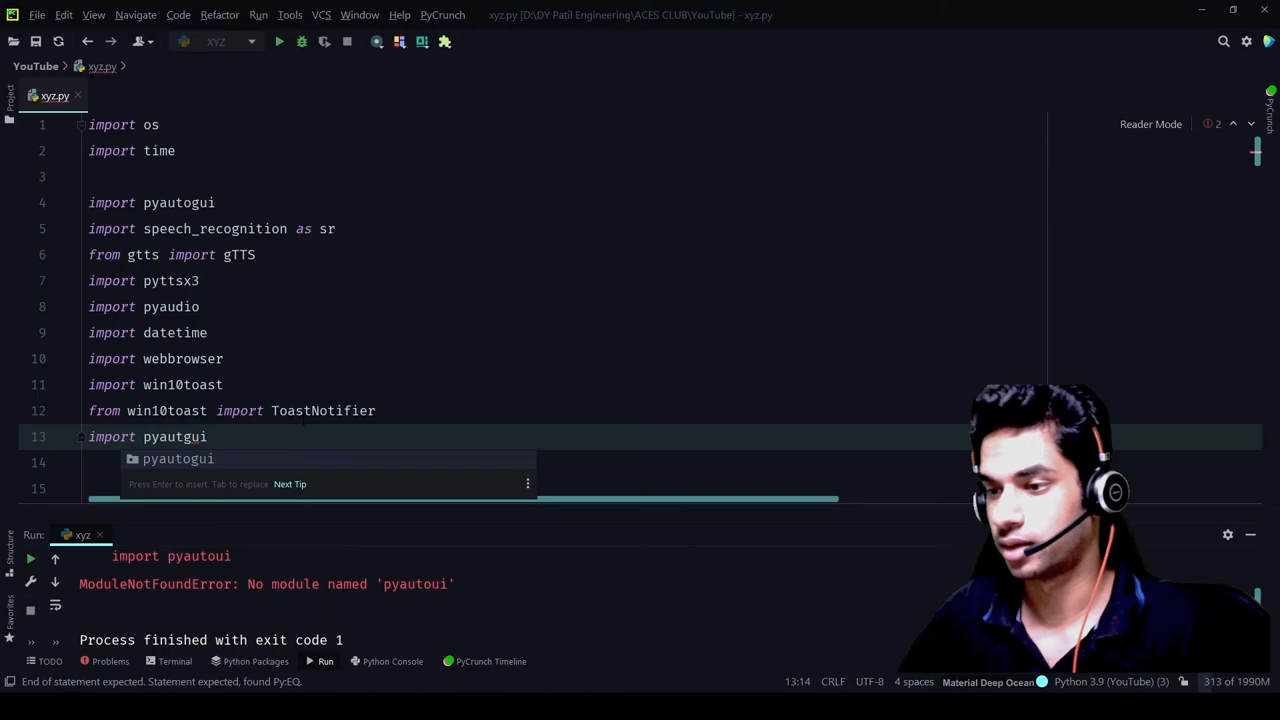 File Edit View Navigate Code Refactor Run Tools VCS Window Help PyCrunch xyz.py [D:\DY Patil Engineering\ACES CLUB\YouTube] - xyz.py
XYZ
YouTube xyz.py
Project
xyz.py
PyCrunch
Reader Mode 2
1 import os
2 import time
3
4 import pyautogui
5 import speech_recognition as sr
6 from gtts import gTTS
7 import pyttsx3
8 import pyaudio
9 import datetime
10 import webbrowser
11 import win10toast
12 from win10toast import ToastNotifier
13 import pyautgui
14 pyautogui
Press Enter to insert, Tab to replace Next Tip
15
Run: xyz
Structure
import pyautoui
ModuleNotFoundError: No module named 'pyautoui'
Favorites
Process finished with exit code 1
TODO Problems Terminal Python Packages Run Python Console PyCrunch Timeline
End of statement expected. Statement expected, found Py:EQ. 13:14 CRLF UTF-8 4 spaces Material Deep Ocean Python 3.9 (YouTube) (3) 313 of 1990M